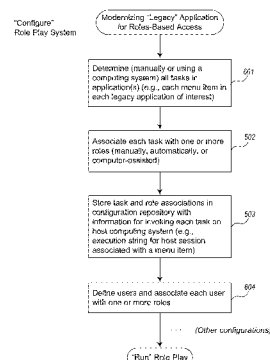 "Configure"
Role Play System
Modernizing "Legacy" Application
for Roles-Based Access
601
Determine (manually or using a
computing system) all tasks in
application(s) (e.g., each menu item in
each legacy application of interest)
502
Associate each task with one or more
roles (manually, automatically, or
computer-assisted)
503
Store task and role associations in
configuration repository with
information for invoking each task on
host computing system (e.g.,
execution string for host session
associated with a menu item)
604
Define users and associate each user
with one or more roles
(Other configurations)
"Run" Role Play